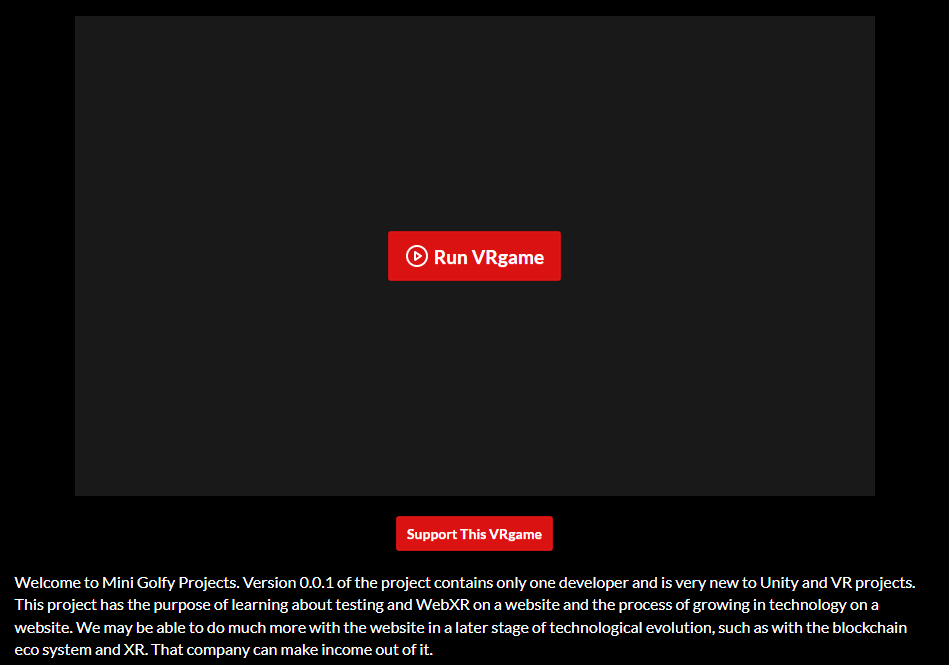 Run VRgame
Support This VRgame
Welcome to Mini Golfy Projects. Version 0.0.1 of the project contains only one developer and is very new to Unity and VR projects.
This project has the purpose of learning about testing and WebXR on a website and the process of growing in technology on a
website. We may be able to do much more with the website in a later stage of technological evolution, such as with the blockchain
eco system and XR. That company can make income out of it.